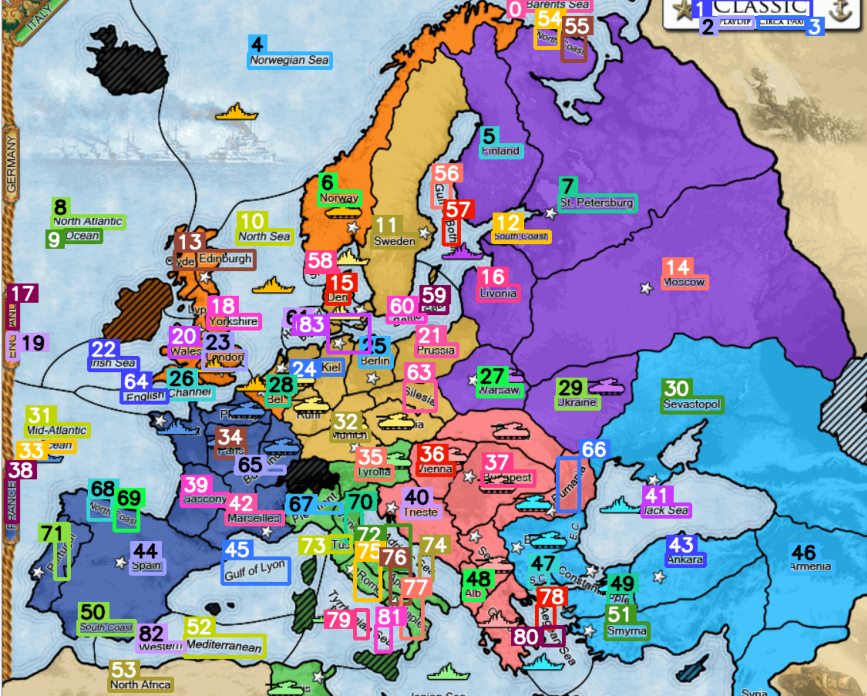 0
Barents Sea
1
CLASSIC
2
PLAYDIP
CIRCA 1900
3
ITALY
54
North
55
Coast
4
Norwegian Sea
5
Finland
56
Gulf
57
Both
6
Norway
7
St. Petersburg
8
North Atlantic
9
Ocean
10
North Sea
11
Sweden
12
South Coast
GERMANY
13
Edinburgh
58
15
Den
14
Moscow
16
Livonia
59
60
17
18
Yorkshire
61
83
19
20
Wales
23
London
21
Prussia
22
Irish Sea
24
Kiel
25
Berlin
26
Channel
64
English
28
Bel
63
Silesia
27
Warsaw
29
Ukraine
30
Sevastopol
31
Mid-Atlantic
33
Ocean
Ruhr
32
Munich
34
Paris
65
35
Tyrolia
36
Vienna
37
Budapest
66
Rumania
38
FRANCE
39
Gascony
42
Marseilles
67
70
40
Trieste
41
Black Sea
68
North
69
Coast
71
Portugal
44
Spain
45
Gulf of Lyon
73
Tus
72
75
Rome
76
74
77
43
Ankara
46
Armenia
47
S.C.
E.C.
48
Alb
Constan
49
ople
50
South Coast
51
Smyrna
78
79
81
80
82
Western
52
Mediterranean
53
North Africa
Ionian Sea
Syria